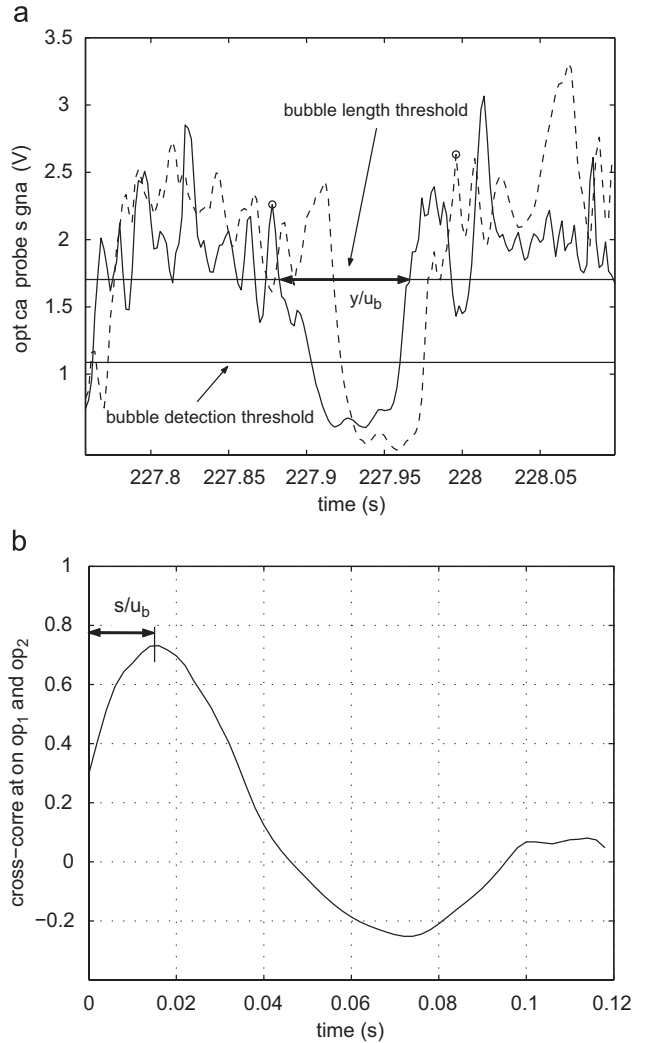 a
3.5
3
2.5
2
1.5
1
opt ca  probe s gna  (V)
bubble length threshold
y/u_b
bubble detection threshold
227.8 227.85 227.9 227.95 228 228.05
time (s)
b
1
0.8
0.6
0.4
0.2
0
−0.2
cross−corre at on op₁ and op₂
s/u_b
0 0.02 0.04 0.06 0.08 0.1 0.12
time (s)